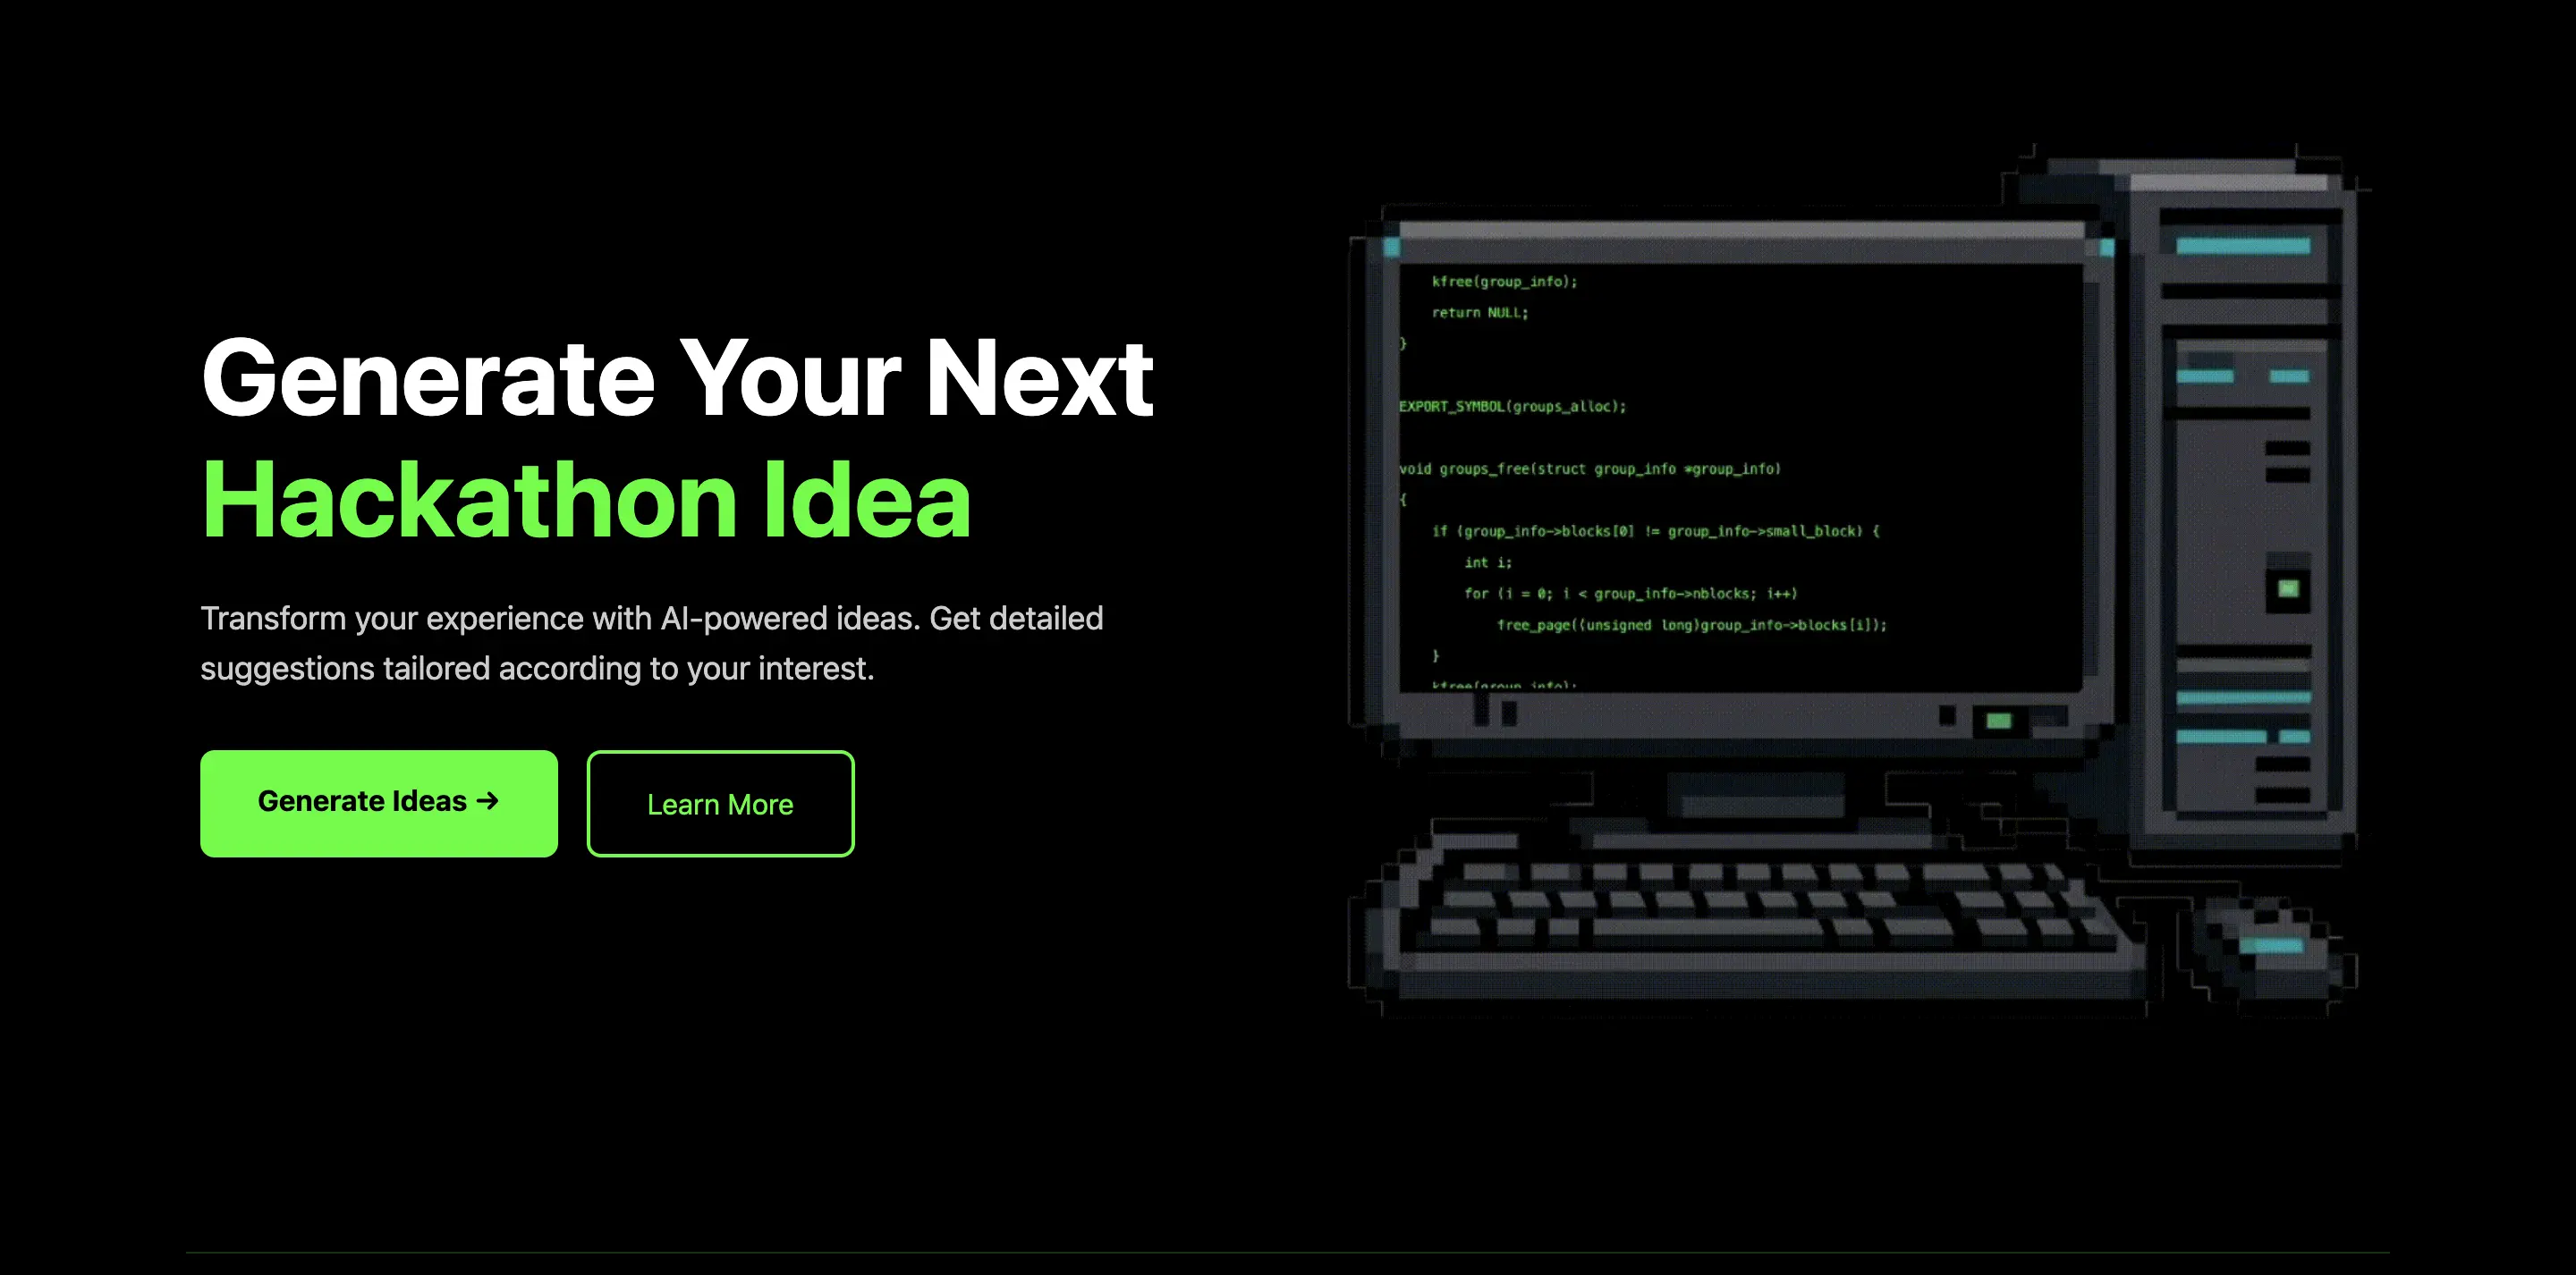 Generate Your Next
Hackathon Idea
Transform your experience with AI-powered ideas. Get detailed
suggestions tailored according to your interest.
Generate Ideas →
Learn More
kfree(group_info);
return NULL;
}
EXPORT_SYMBOL(groups_alloc);
void groups_free(struct group_info *group_info)
{
if (group_info->blocks[0] != group_info->small_block) {
int i;
for (i = 0; i < group_info->nblocks; i++)
free_page((unsigned long)group_info->blocks[i]);
}
kfree(group_info);